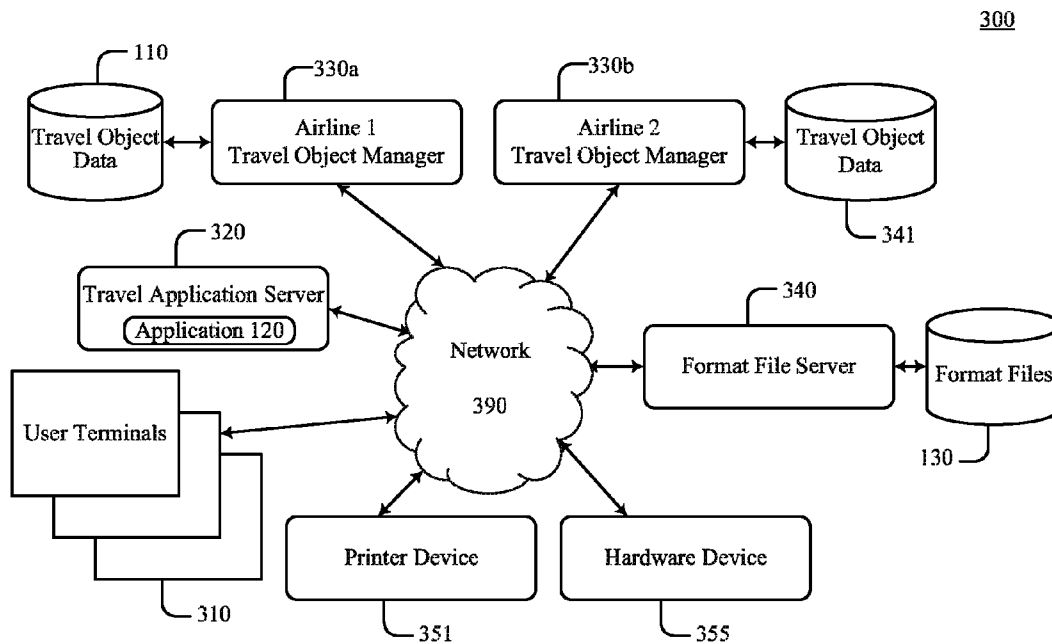 300
110
330a
330b
Travel Object
Data
Airline 1
Travel Object Manager
Airline 2
Travel Object Manager
Travel Object
Data
341
320
Travel Application Server
Application 120
340
Network
390
Format File Server
Format Files
130
User Terminals
310
Printer Device
351
Hardware Device
355